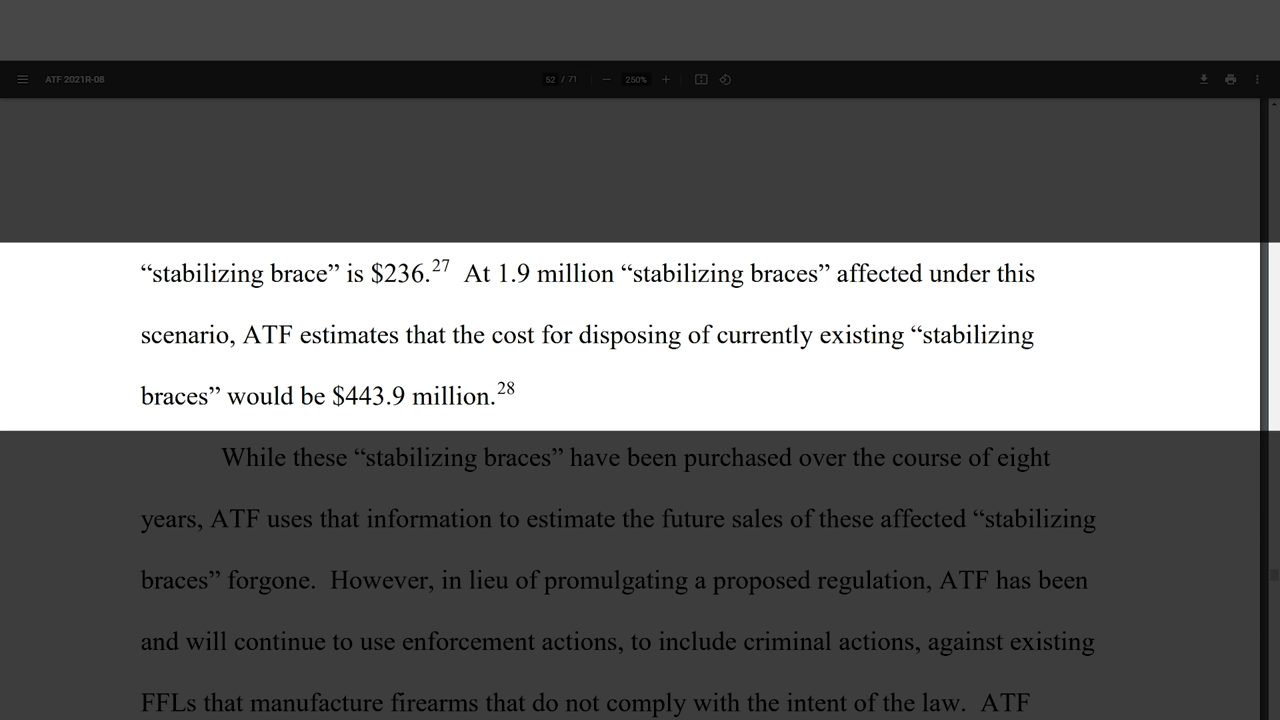 ATF 2021R-08
52 / 71
250%
“stabilizing brace” is $236.27 At 1.9 million “stabilizing braces” affected under this
scenario, ATF estimates that the cost for disposing of currently existing “stabilizing
braces” would be $443.9 million.28
While these “stabilizing braces” have been purchased over the course of eight
years, ATF uses that information to estimate the future sales of these affected “stabilizing
braces” forgone. However, in lieu of promulgating a proposed regulation, ATF has been
and will continue to use enforcement actions, to include criminal actions, against existing
FFLs that manufacture firearms that do not comply with the intent of the law. ATF